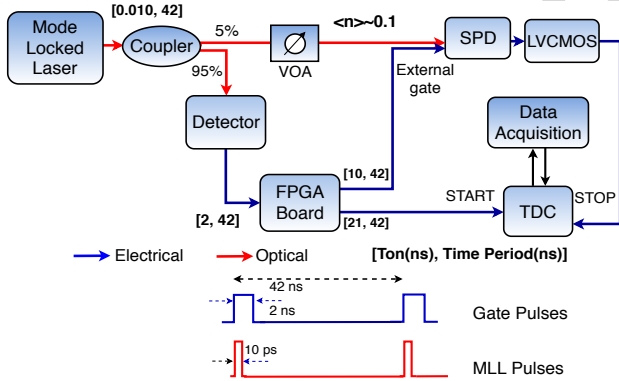 [0.010, 42]
Mode
Locked
Laser
Coupler
5%
95%
VOA
<n>~0.1
SPD
LVCMOS
External
gate
Detector
Data
Acquisition
FPGA
Board
[2, 42]
[10, 42]
[21, 42]
START
TDC
STOP
Electrical
Optical
[Ton(ns), Time Period(ns)]
42 ns
2 ns
Gate Pulses
10 ps
MLL Pulses